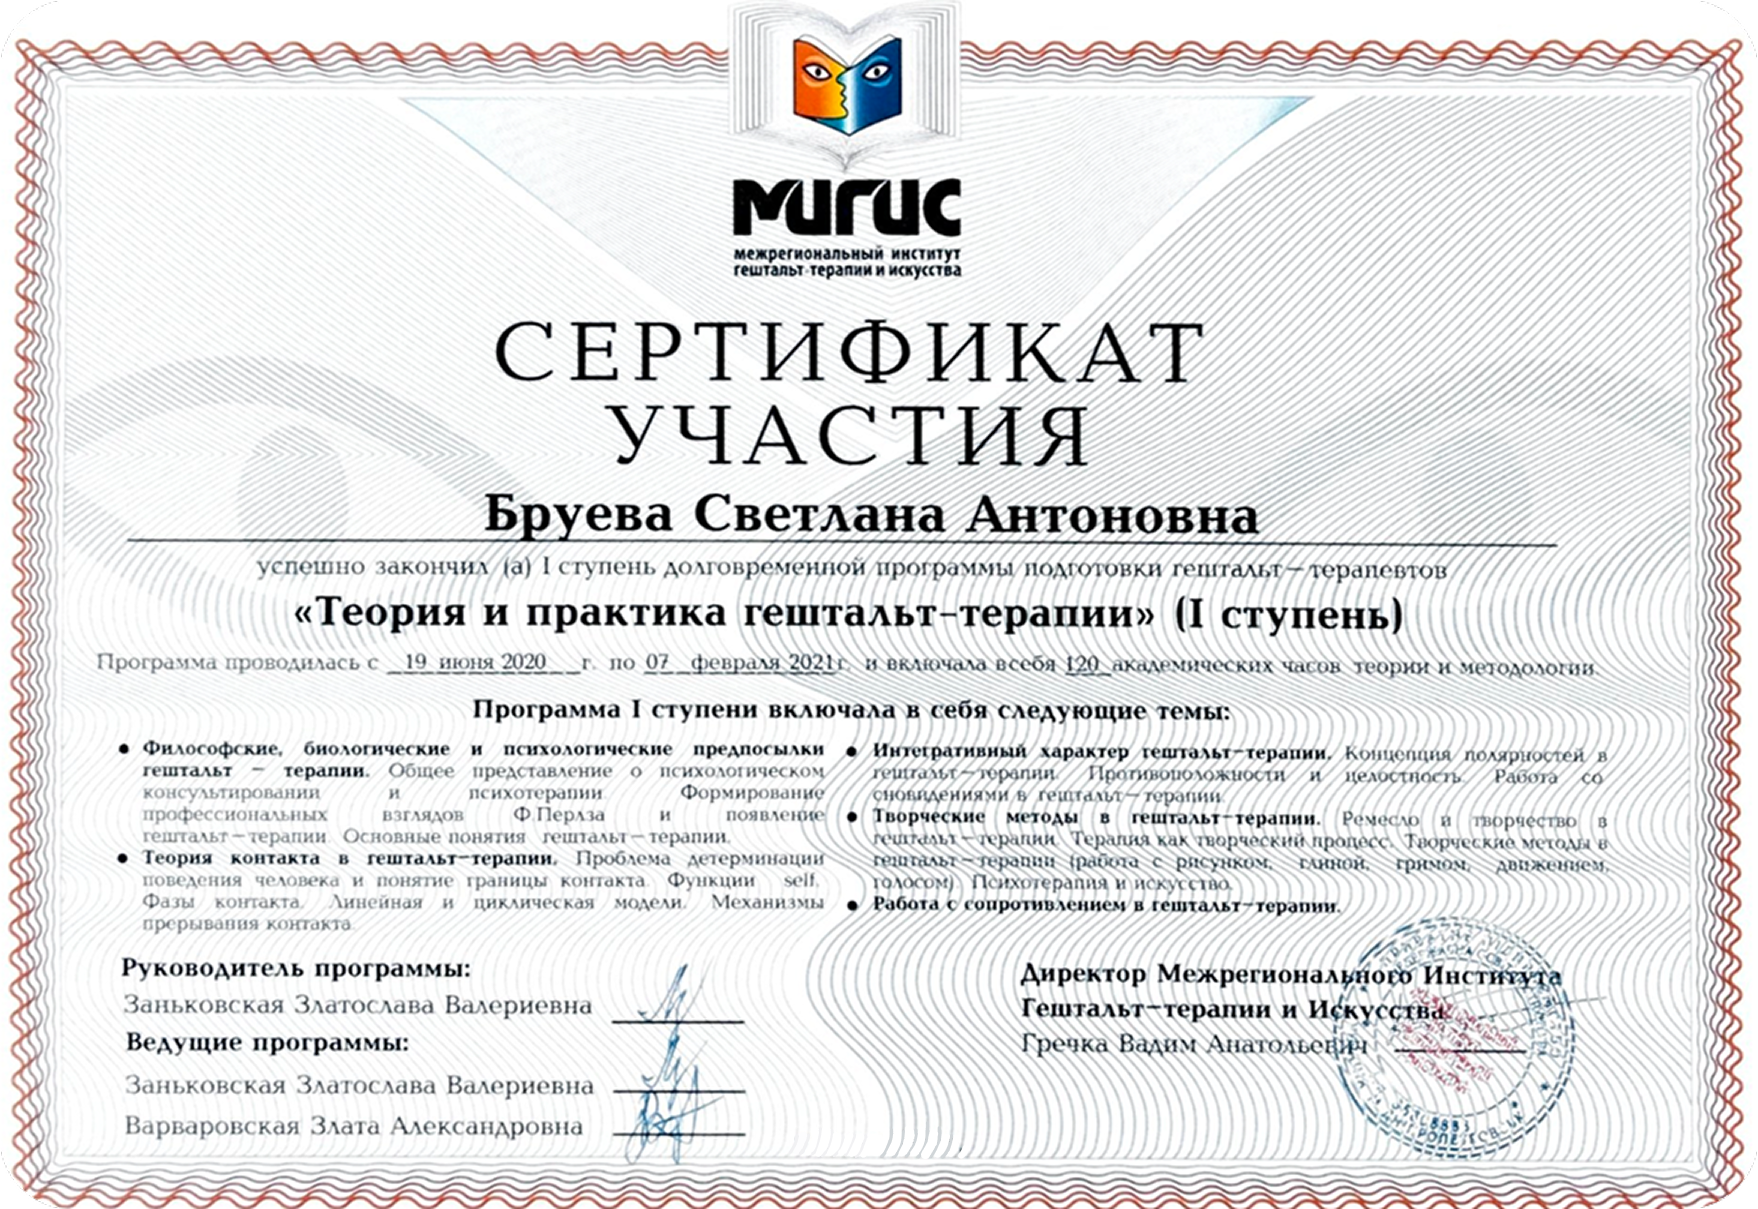 МИГИС
межрегиональный институт
гештальт-терапии и искусства
СЕРТИФИКАТ
УЧАСТИЯ
Бруева Светлана Антоновна
успешно закончил (а) I ступень долговременной программы подготовки гештальт–терапевтов
«Теория и практика гештальт-терапии» (I ступень)
Программа проводилась с __19 июня 2020___г. по 07__февраля 2021г. и включала всебя 120_академических часов теории и методологии.
Программа I ступени включала в себя следующие темы:
● Философские, биологические и психологические предпосылки
гештальт – терапии. Общее представление о психологическом
консультировании и психотерапии. Формирование
профессиональных взглядов Ф.Перлза и появление
гештальт–терапии. Основные понятия гештальт–терапии.
● Теория контакта в гештальт–терапии. Проблема детерминации
поведения человека и понятие границы контакта. Функции self.
Фазы контакта. Линейная и циклическая модели. Механизмы
прерывания контакта.
● Интегративный характер гештальт–терапии. Концепция полярностей в
гештальт–терапии. Противоположности и целостность. Работа со
сновидениями в гештальт–терапии.
● Творческие методы в гештальт–терапии. Ремесло и творчество в
гештальт–терапии. Терапия как творческий процесс. Творческие методы в
гештальт–терапии (работа с рисунком, глиной, гримом, движением,
голосом). Психотерапия и искусство.
● Работа с сопротивлением в гештальт–терапии.
Руководитель программы:
Заньковская Златослава Валериевна
Ведущие программы:
Заньковская Златослава Валериевна
Варваровская Злата Александровна
Директор Межрегионального Института
Гештальт–терапии и Искусства
Гречка Вадим Анатольевич